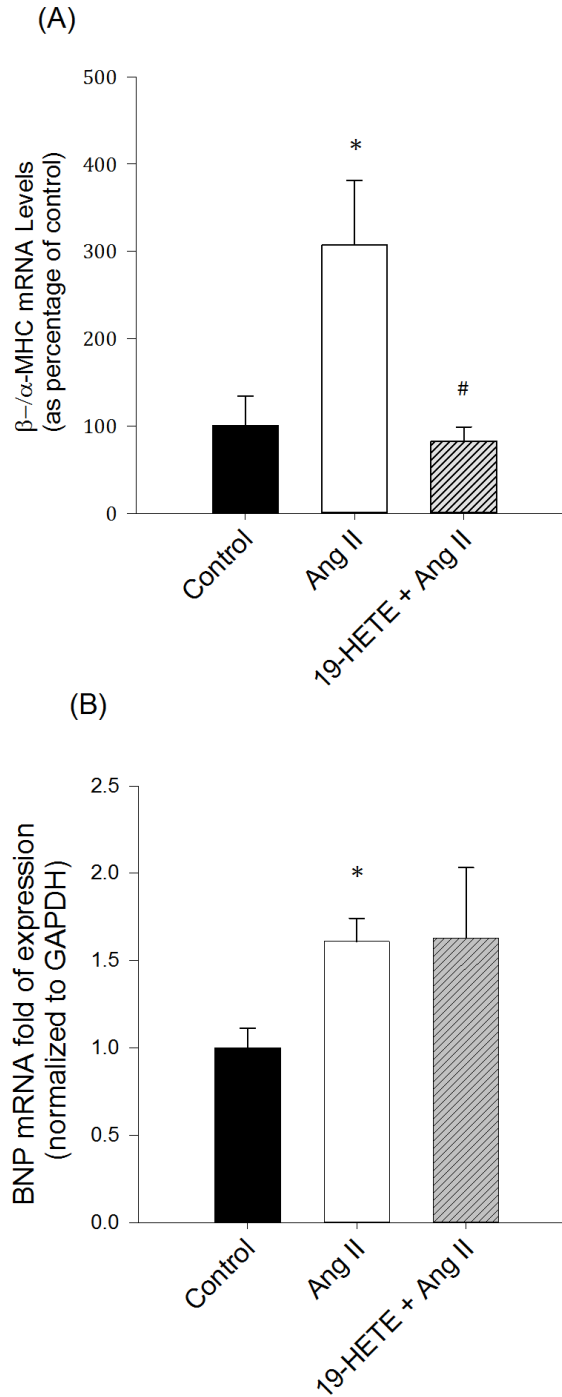 (A)
500
400
300
200
100
0
β–/α-MHC mRNA Levels
(as percentage of control)
*
#
Control
Ang II
19-HETE + Ang II
(B)
2.5
2.0
1.5
1.0
0.5
0.0
BNP mRNA fold of expression
(normalized to GAPDH)
*
Control
Ang II
19-HETE + Ang II